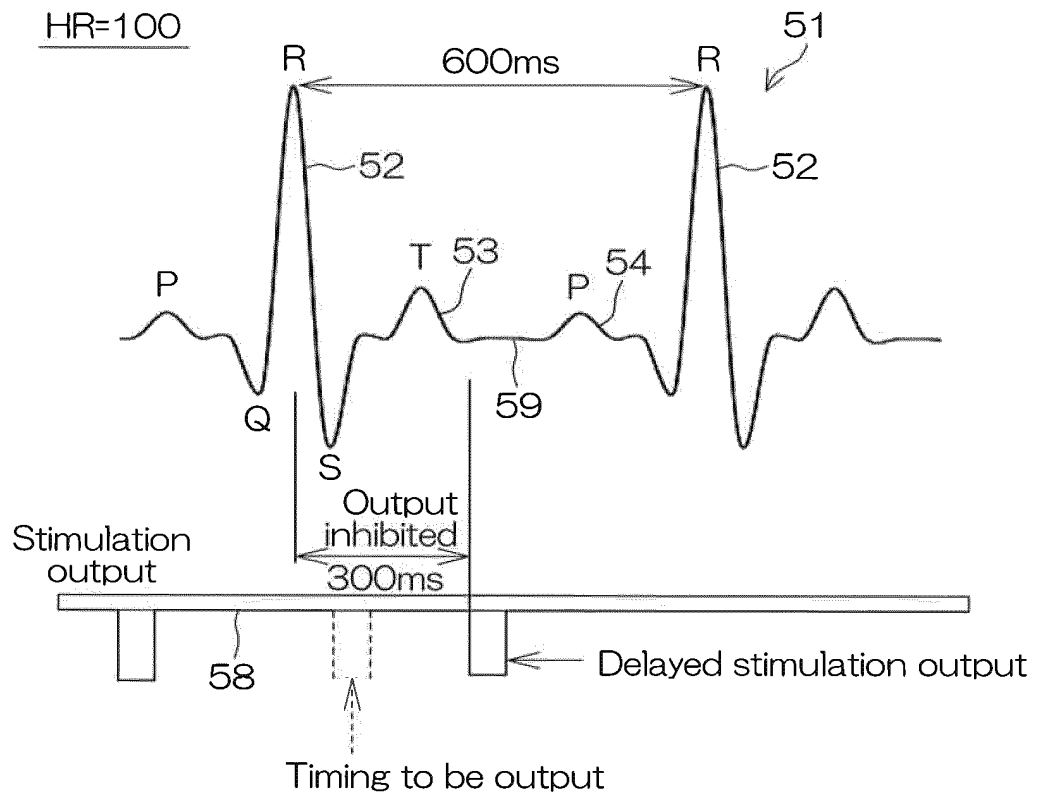 HR=100
51
R
600ms
R
52
52
T
53
P
P
54
Q
59
S
Output
inhibited
300ms
Stimulation
output
58
Delayed stimulation output
Timing to be output